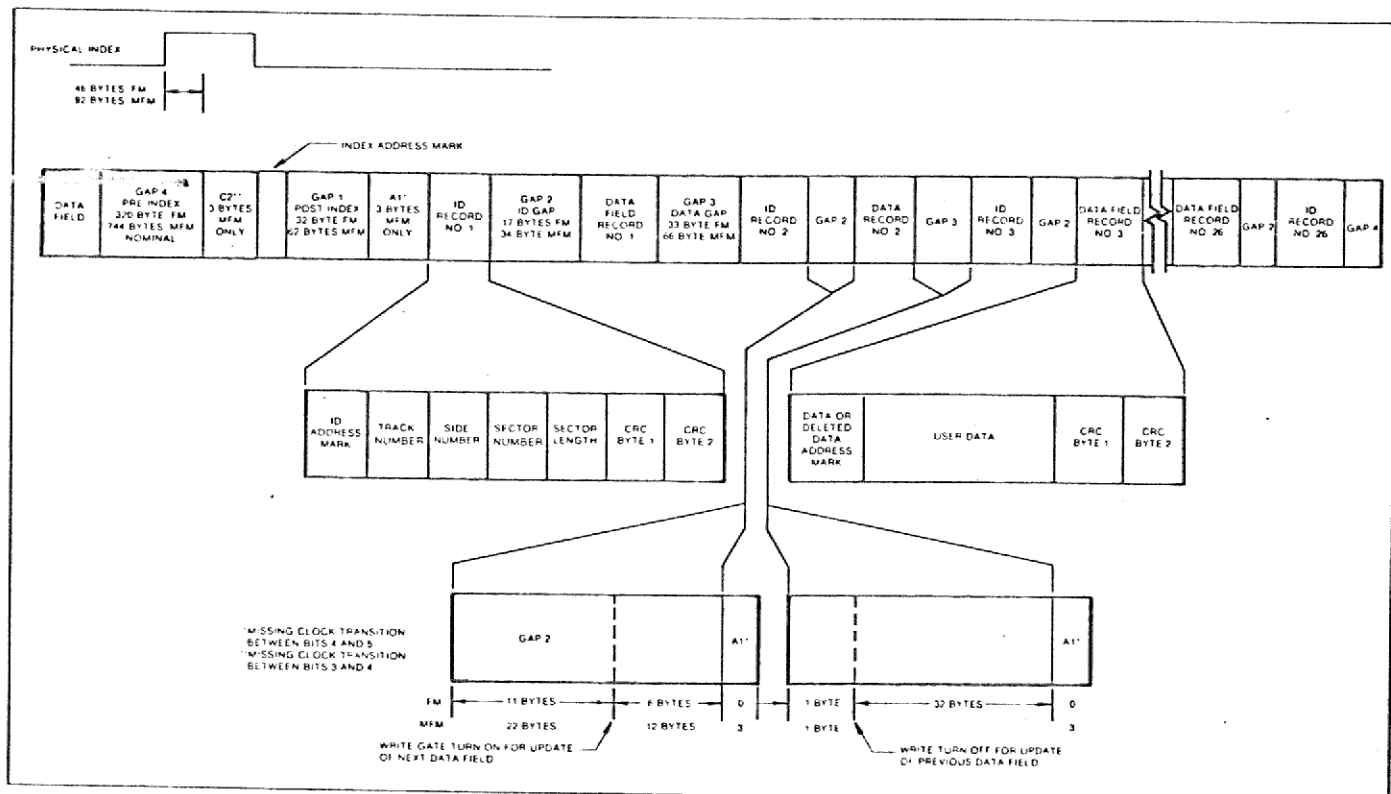 PHYSICAL INDEX
46 BYTES FM
92 BYTES MFM
INDEX ADDRESS MARK
DATA
FIELD
GAP 4
PRE INDEX
320 BYTE FM
744 BYTES MFM
NOMINAL
C2**
3 BYTES
MFM
ONLY
GAP 1
POST INDEX
32 BYTE FM
62 BYTES MFM
A1*
3 BYTES
MFM
ONLY
ID
RECORD
NO. 1
GAP 2
ID GAP
17 BYTES FM
34 BYTE MFM
DATA
FIELD
RECORD
NO. 1
GAP 3
DATA GAP
33 BYTE FM
66 BYTE MFM
ID
RECORD
NO. 2
GAP 2
DATA
RECORD
NO. 2
GAP 3
ID
RECORD
NO. 3
GAP 2
DATA FIELD
RECORD
NO. 3
DATA FIELD
RECORD
NO. 26
GAP 2
ID
RECORD
NO. 26
GAP 4
ID
ADDRESS
MARK
TRACK
NUMBER
SIDE
NUMBER
SECTOR
NUMBER
SECTOR
LENGTH
CRC
BYTE 1
CRC
BYTE 2
DATA OR
DELETED
DATA
ADDRESS
MARK
USER DATA
CRC
BYTE 1
CRC
BYTE 2
*MISSING CLOCK TRANSITION
BETWEEN BITS 4 AND 5
**MISSING CLOCK TRANSITION
BETWEEN BITS 3 AND 4
GAP 2
A1*
A1*
FM 11 BYTES 6 BYTES 0 1 BYTE 32 BYTES 0
MFM 22 BYTES 12 BYTES 3 1 BYTE 3
WRITE GATE TURN ON FOR UPDATE
OF NEXT DATA FIELD
WRITE TURN OFF FOR UPDATE
OF PREVIOUS DATA FIELD